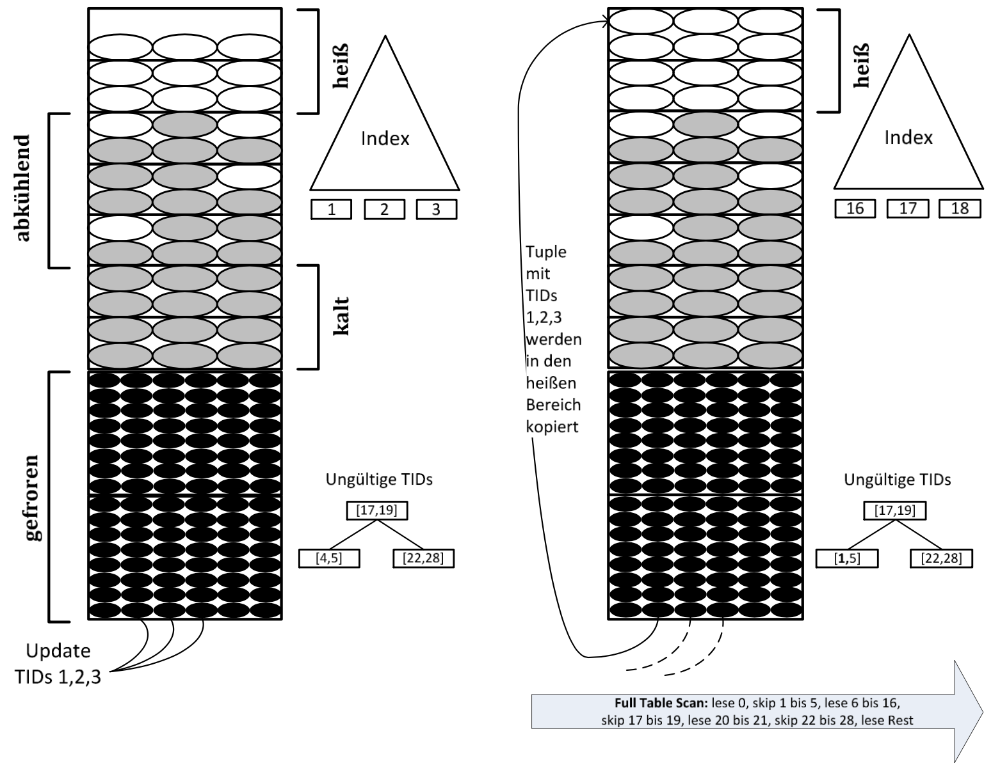 heiß
Index
1 2 3
abkühlend
kalt
gefroren
Ungültige TIDs
[17,19]
[4,5] [22,28]
Update
TIDs 1,2,3
heiß
Index
16 17 18
Tuple
mit
TIDs
1,2,3
werden
in den
heißen
Bereich
kopiert
Ungültige TIDs
[17,19]
[1,5] [22,28]
Full Table Scan: lese 0, skip 1 bis 5, lese 6 bis 16,
skip 17 bis 19, lese 20 bis 21, skip 22 bis 28, lese Rest